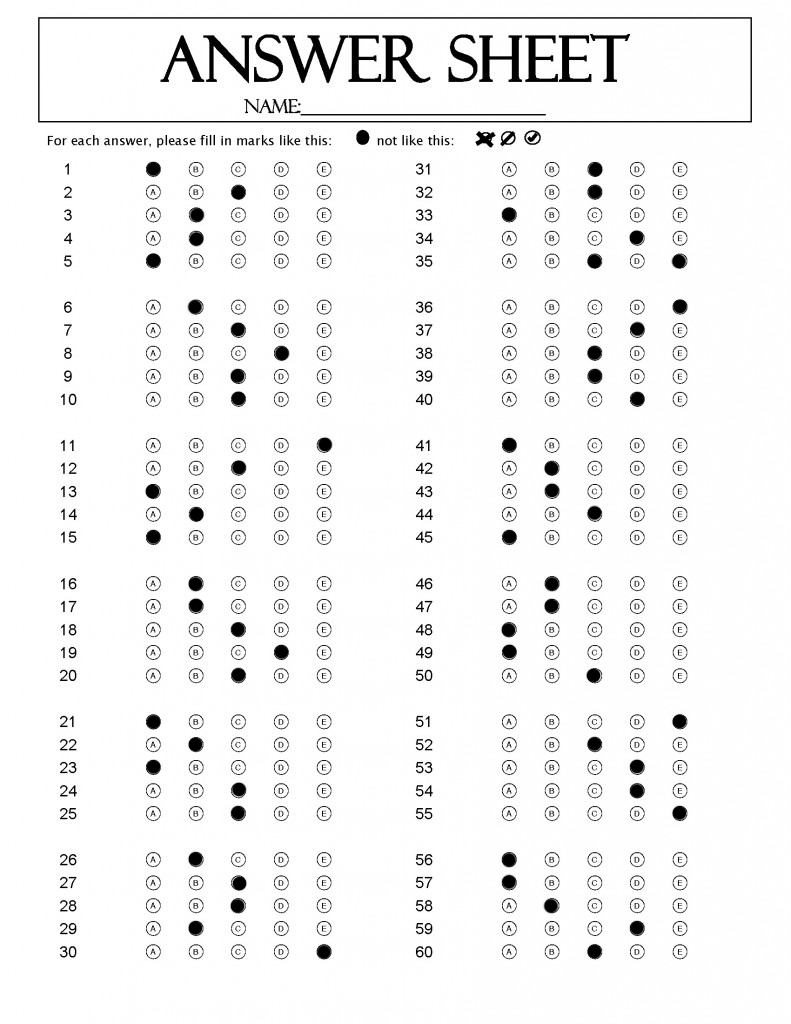 ANSWER SHEET
NAME:
For each answer, please fill in marks like this: not like this:
1 B C D E 31 A B D E
2 A B D E 32 A B D E
3 A C D E 33 B C D E
4 A C D E 34 A B C E
5 B C D E 35 A B D
6 A C D E 36 A B C D
7 A B D E 37 A B C E
8 A B C E 38 A B D E
9 A B D E 39 A B D E
10 A B D E 40 A B C E
11 A B C D 41 B C D E
12 A B D E 42 A C D E
13 B C D E 43 A C D E
14 A C D E 44 A B D E
15 B C D E 45 B C D E
16 A C D E 46 A C D E
17 A C D E 47 A C D E
18 A B D E 48 B C D E
19 A B C E 49 B C D E
20 A B D E 50 A B D E
21 B C D E 51 A B C D
22 A C D E 52 A B D E
23 B C D E 53 A B C E
24 A B D E 54 A B C E
25 A B D E 55 A B C D
26 A C D E 56 B C D E
27 A B D E 57 B C D E
28 A B D E 58 A C D E
29 A C D E 59 A B C E
30 A B C D 60 A B D E